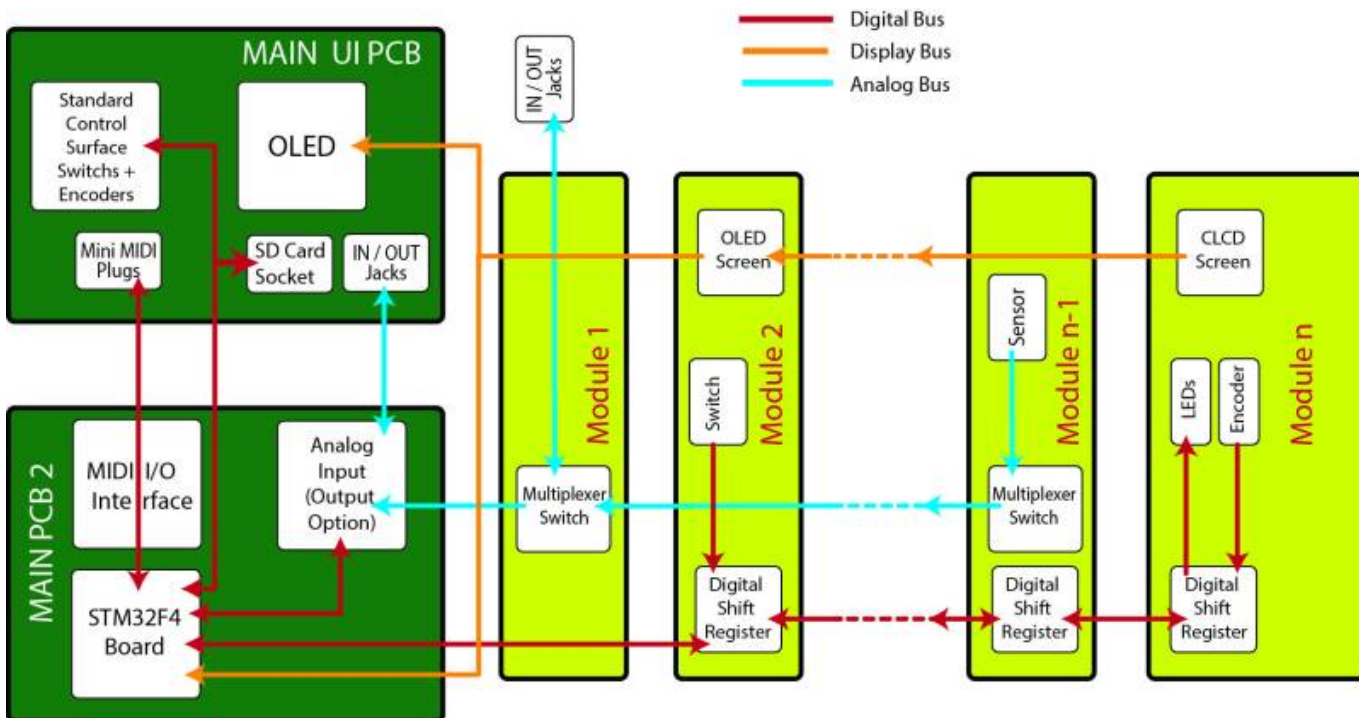 Digital Bus
Display Bus
Analog Bus
MAIN UI PCB
Standard
Control
Surface
Switchs +
Encoders
OLED
Mini MIDI
Plugs
SD Card
Socket
IN / OUT
Jacks
IN / OUT
Jacks
MAIN PCB 2
MIDI I/O
Interface
Analog
Input
(Output
Option)
STM32F4
Board
Module 1
Multiplexer
Switch
Module 2
OLED
Screen
Switch
Digital
Shift
Register
Module n-1
Sensor
Multiplexer
Switch
Digital
Shift
Register
Module n
CLCD
Screen
LEDs
Encoder
Digital
Shift
Register